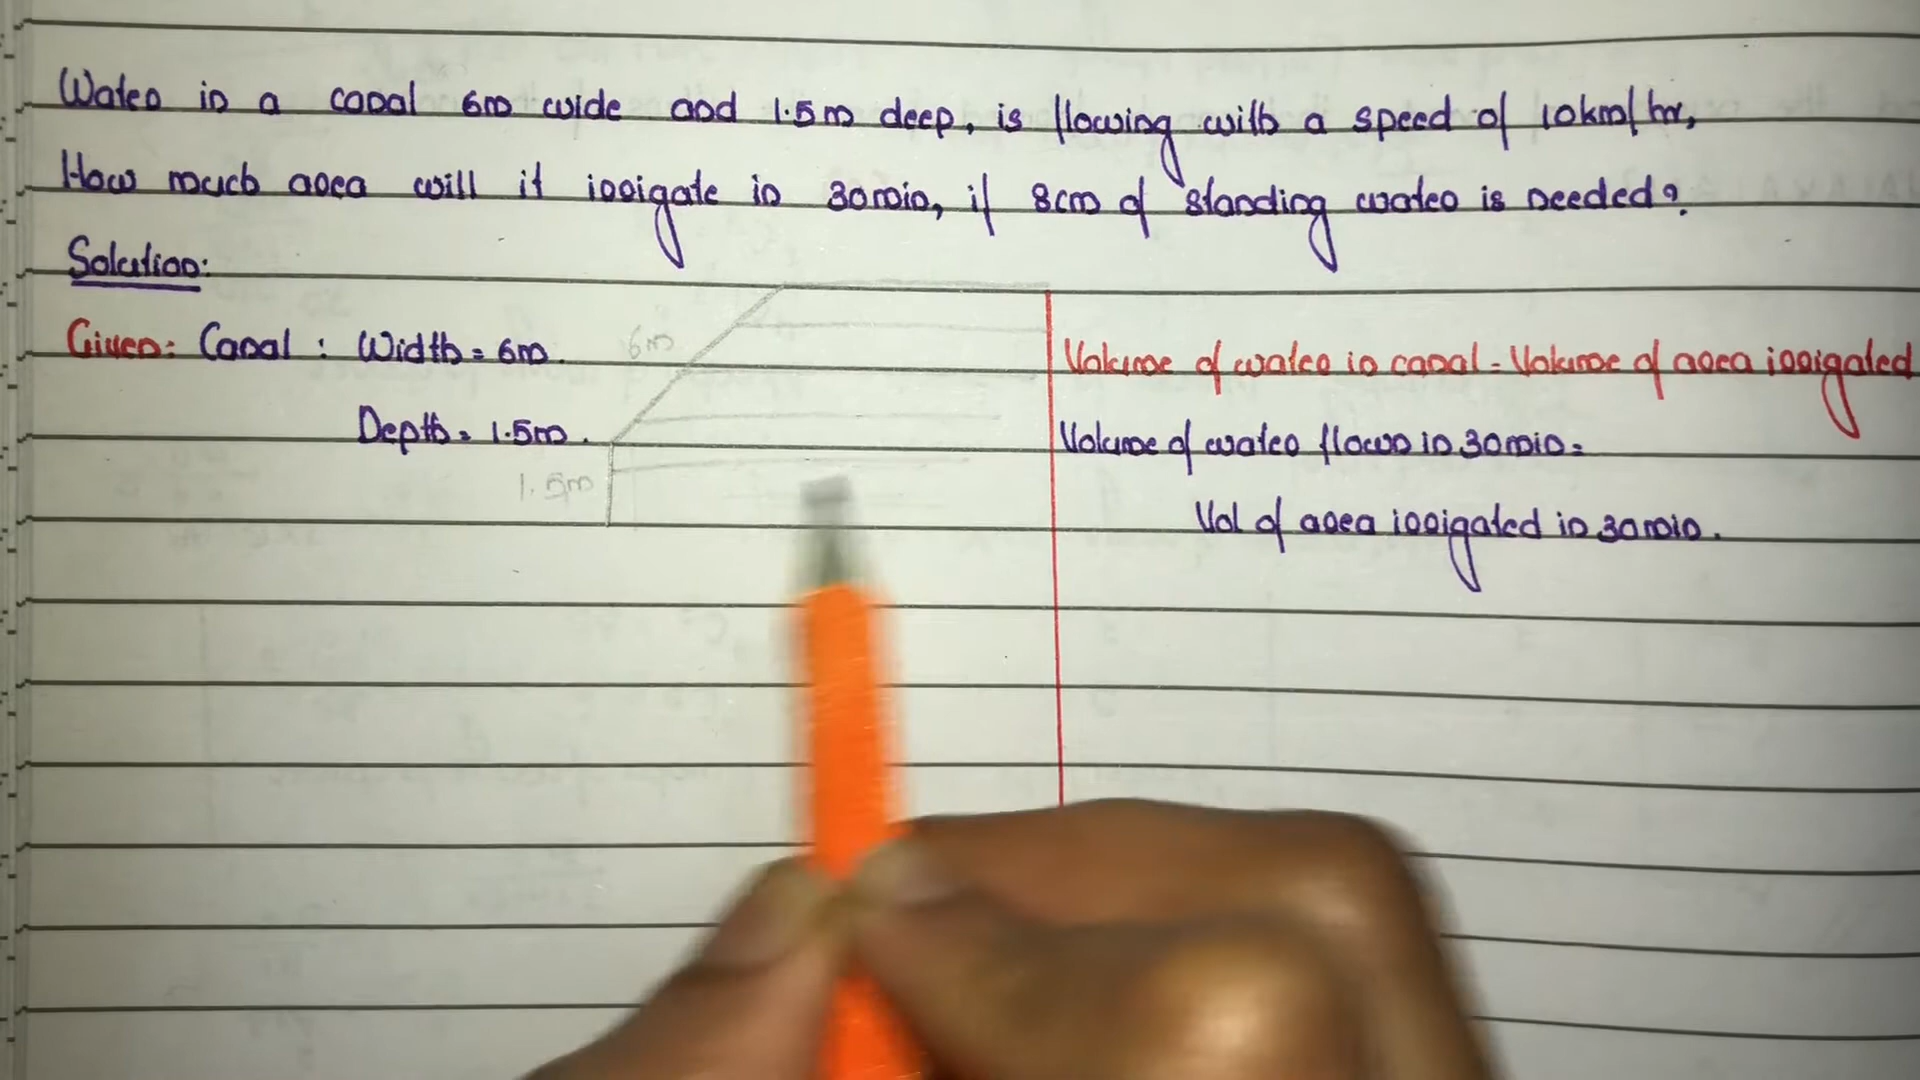 Water in a canal 6m wide and 1.5m deep, is flowing with a speed of 10km/hr,
How much area will it irrigate in 30min, if 8cm of standing water is needed?
Solution:
Given: Canal : Width = 6m.
Depth = 1.5m.
6m
1.5m
Volume of water in canal = Volume of area irrigated
Volume of water flows in 30min =
Vol of area irrigated in 30min.